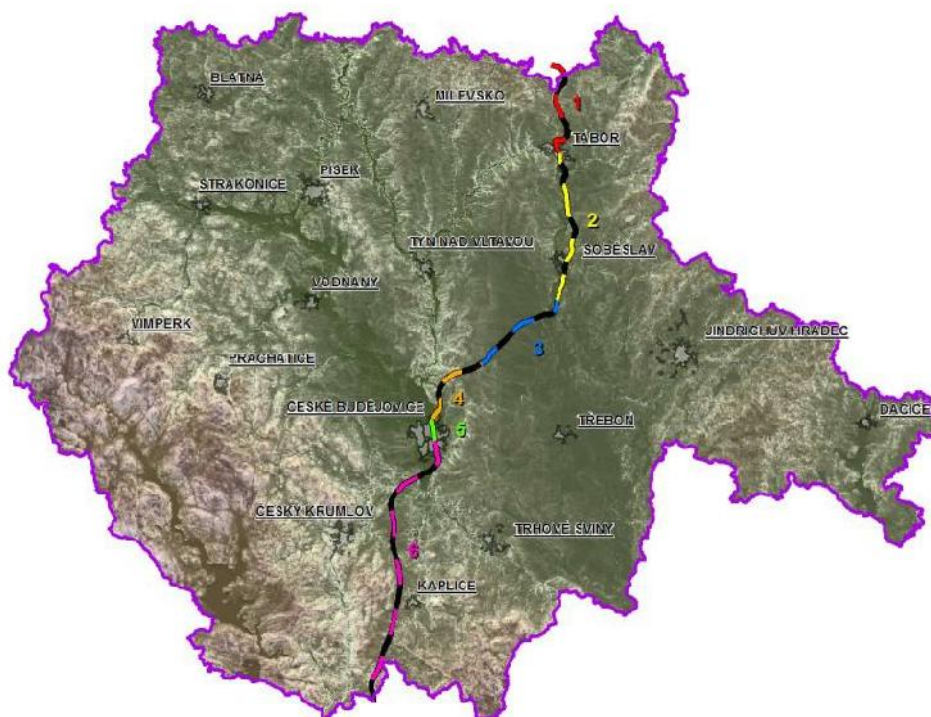 BLATNÁ
MILEVSKO
1
TÁBOR
PÍSEK
STRAKONICE
2
TÝN NAD VLTAVOU
SOBĚSLAV
VODŇANY
VIMPERK
JINDŘICHŮV HRADEC
3
PRACHATICE
4
ČESKÉ BUDĚJOVICE
5
TŘEBOŇ
DAČICE
ČESKÝ KRUMLOV
TRHOVÉ SVINY
6
KAPLICE